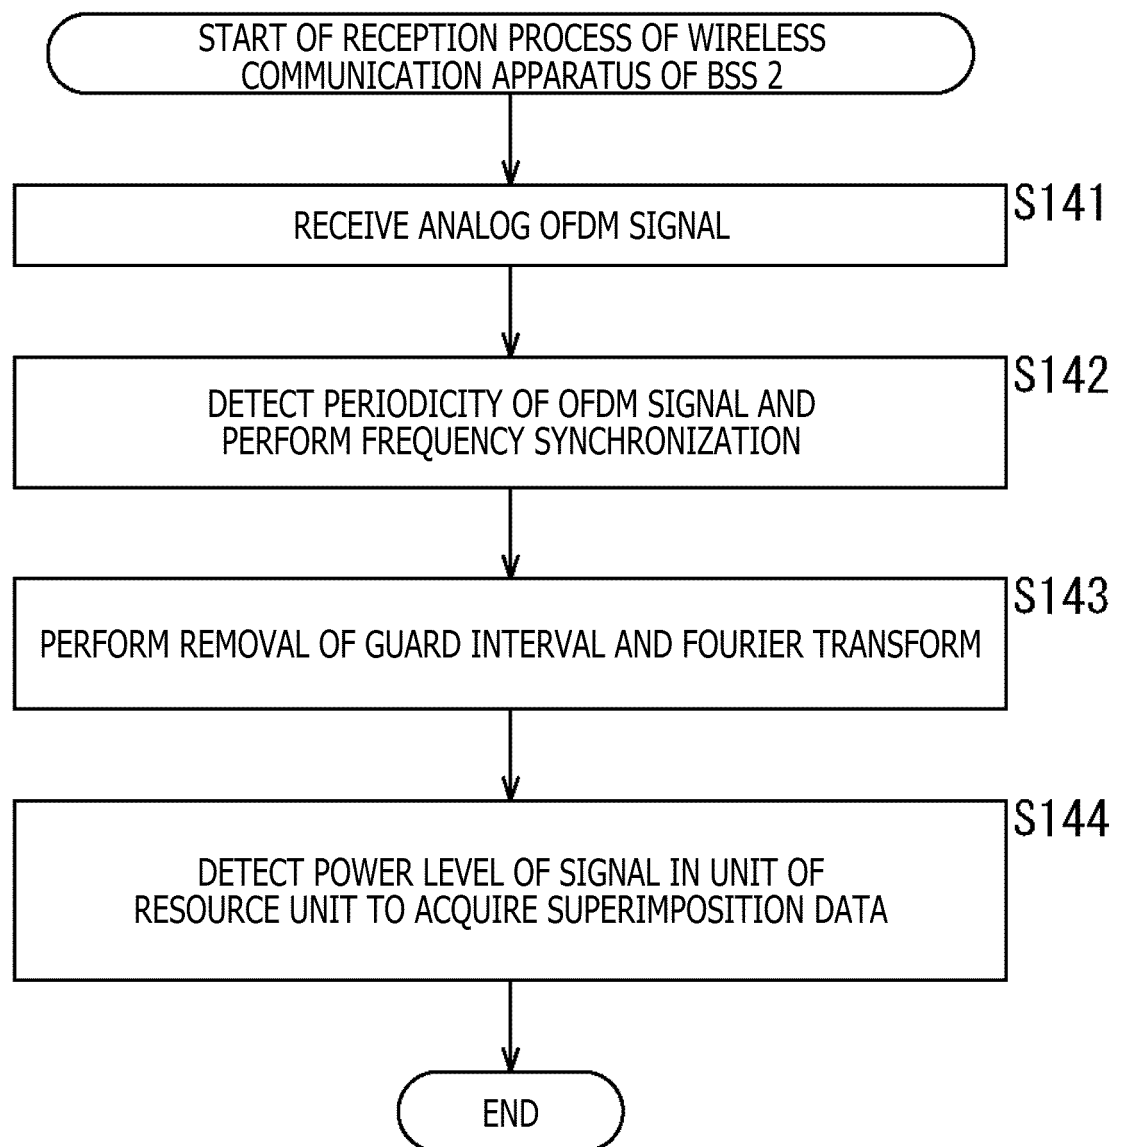 START OF RECEPTION PROCESS OF WIRELESS
COMMUNICATION APPARATUS OF BSS 2
S141
RECEIVE ANALOG OFDM SIGNAL
S142
DETECT PERIODICITY OF OFDM SIGNAL AND
PERFORM FREQUENCY SYNCHRONIZATION
S143
PERFORM REMOVAL OF GUARD INTERVAL AND FOURIER TRANSFORM
S144
DETECT POWER LEVEL OF SIGNAL IN UNIT OF
RESOURCE UNIT TO ACQUIRE SUPERIMPOSITION DATA
END